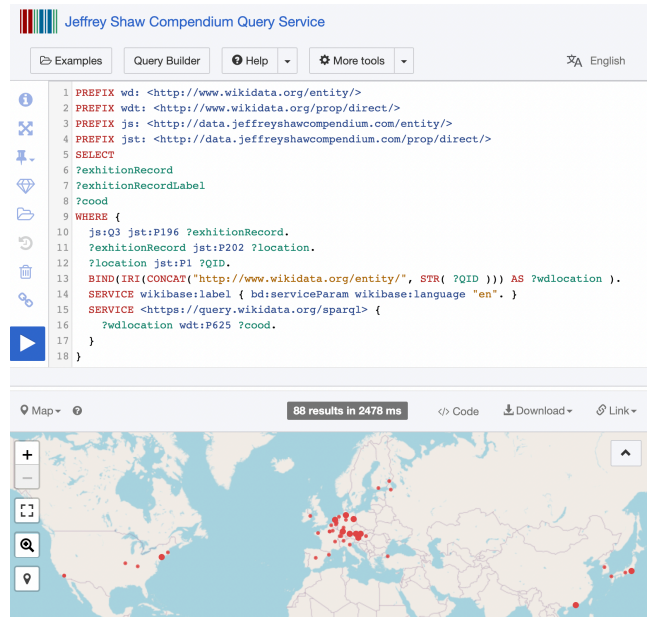 Jeffrey Shaw Compendium Query Service
Examples Query Builder Help More tools English
1 PREFIX wd: <http://www.wikidata.org/entity/>
2 PREFIX wdt: <http://www.wikidata.org/prop/direct/>
3 PREFIX js: <http://data.jeffreyshawcompendium.com/entity/>
4 PREFIX jst: <http://data.jeffreyshawcompendium.com/prop/direct/>
5 SELECT
6 ?exhitionRecord
7 ?exhitionRecordLabel
8 ?cood
9 WHERE {
10 js:Q3 jst:P196 ?exhitionRecord.
11 ?exhitionRecord jst:P202 ?location.
12 ?location jst:P1 ?QID.
13 BIND(IRI(CONCAT("http://www.wikidata.org/entity/", STR( ?QID ))) AS ?wdlocation ).
14 SERVICE wikibase:label { bd:serviceParam wikibase:language "en". }
15 SERVICE <https://query.wikidata.org/sparql> {
16 ?wdlocation wdt:P625 ?cood.
17 }
18 }
Map 88 results in 2478 ms </> Code Download Link